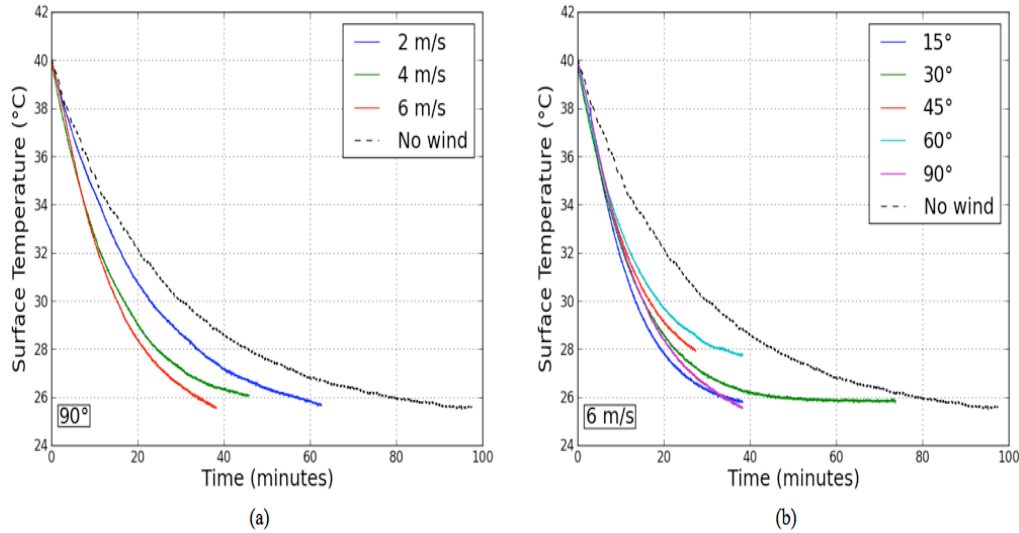 42
40
38
36
34
32
30
28
26
24
Surface Temperature (°C)
2 m/s
4 m/s
6 m/s
No wind
90°
0 20 40 60 80 100
Time (minutes)
(a)
42
40
38
36
34
32
30
28
26
24
Surface Temperature (°C)
15°
30°
45°
60°
90°
No wind
6 m/s
0 20 40 60 80 100
Time (minutes)
(b)